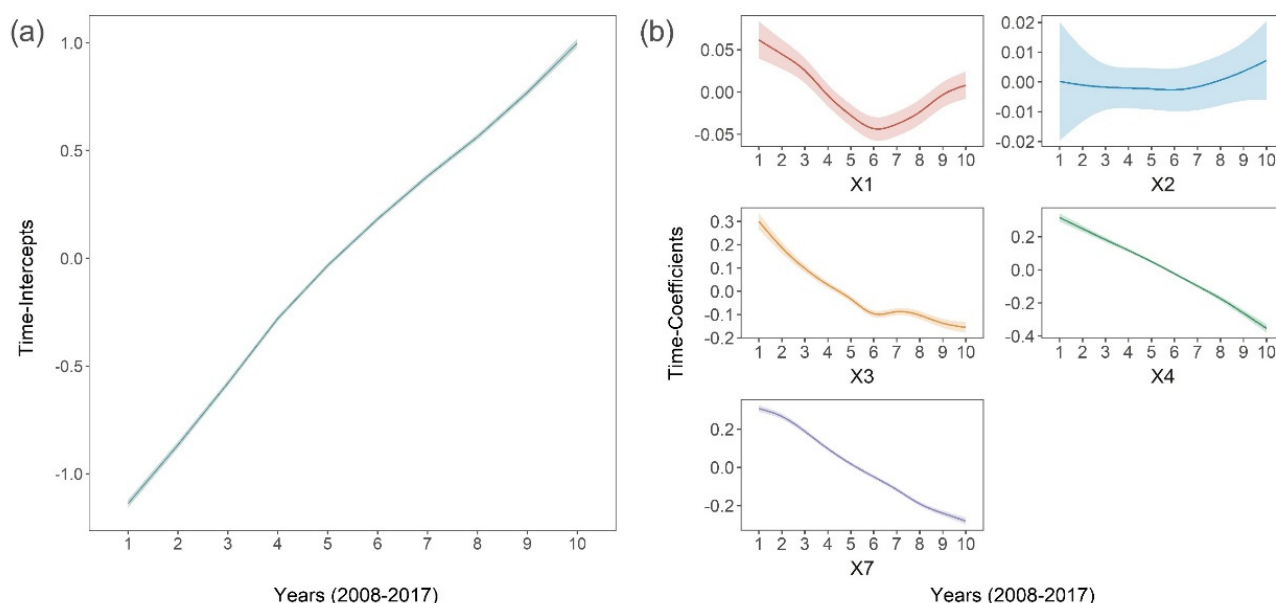 (a)
1.0
0.5
0.0
-0.5
-1.0
Time-Intercepts
1 2 3 4 5 6 7 8 9 10
Years (2008-2017)
(b)
Time-Coefficients
0.05
0.00
-0.05
1 2 3 4 5 6 7 8 9 10
X1
0.02
0.01
0.00
-0.01
-0.02
1 2 3 4 5 6 7 8 9 10
X2
0.3
0.2
0.1
0.0
-0.1
-0.2
1 2 3 4 5 6 7 8 9 10
X3
0.2
0.0
-0.2
-0.4
1 2 3 4 5 6 7 8 9 10
X4
0.2
0.0
-0.2
1 2 3 4 5 6 7 8 9 10
X7
Years (2008-2017)